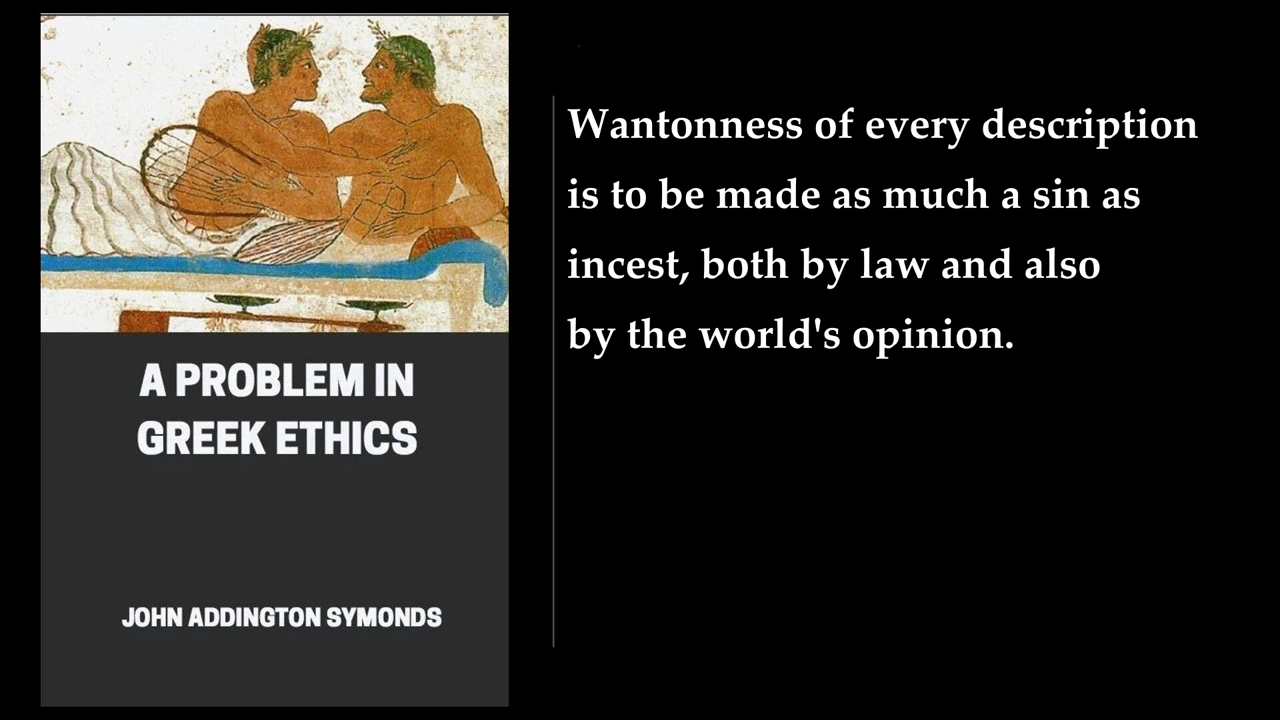 A PROBLEM IN
GREEK ETHICS
JOHN ADDINGTON SYMONDS
Wantonness of every description
is to be made as much a sin as
incest, both by law and also
by the world's opinion.